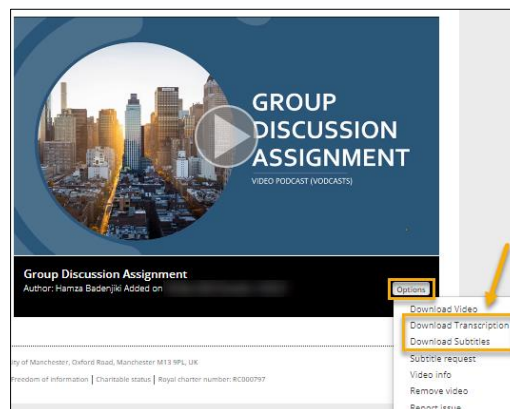 GROUP
DISCUSSION
ASSIGNMENT
VIDEO PODCAST (VODCASTS)
Group Discussion Assignment
Author: Hamza Badenjiki Added on
Options
Download Video
Download Transcription
Download Subtitles
Subtitle request
Video info
Remove video
Report issue
ity of Manchester, Oxford Road, Manchester M13 9PL, UK
Freedom of information | Charitable status | Royal charter number: RC000797